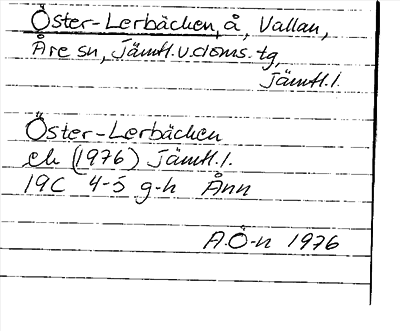 Öster-Lerbäcken, å, Vallan,
Åre sn, Jämtl.v.doms.tg,
Jämtl.l.
Öster-Lerbäcken
ek (1976) Jämtl.l.
19C 4-5 g-h Ånn
A.Ö-n 1976